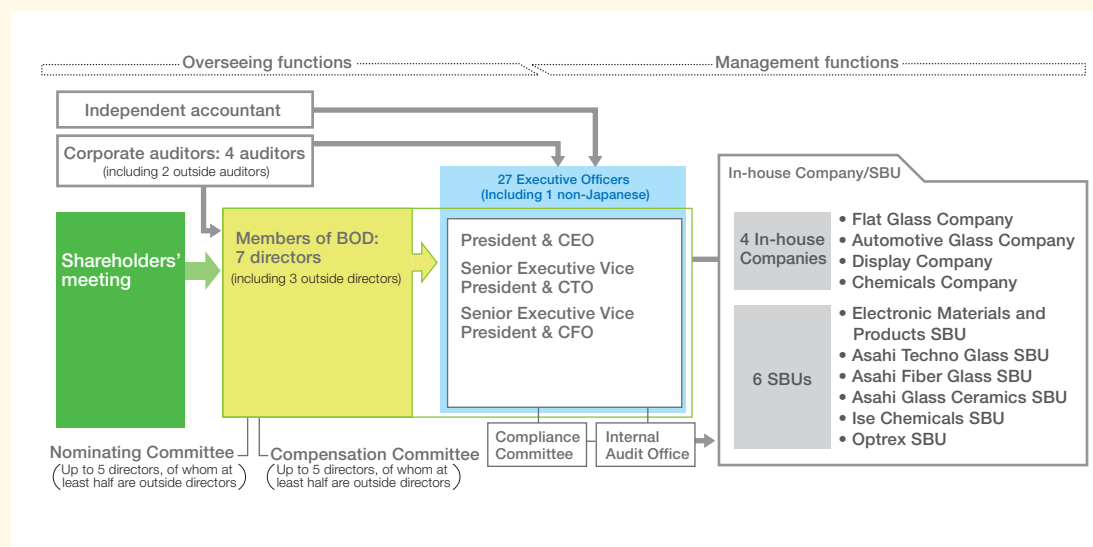 Overseeing functions
Management functions
Independent accountant
Corporate auditors: 4 auditors
(including 2 outside auditors)
27 Executive Officers
(Including 1 non-Japanese)
In-house Company/SBU
Shareholders'
meeting
Members of BOD:
7 directors
(including 3 outside directors)
President & CEO
Senior Executive Vice
President & CTO
Senior Executive Vice
President & CFO
4 In-house
Companies
• Flat Glass Company
• Automotive Glass Company
• Display Company
• Chemicals Company
6 SBUs
• Electronic Materials and
Products SBU
• Asahi Techno Glass SBU
• Asahi Fiber Glass SBU
• Asahi Glass Ceramics SBU
• Ise Chemicals SBU
• Optrex SBU
Compliance
Committee
Internal
Audit Office
Nominating Committee
(Up to 5 directors, of whom at
least half are outside directors)
Compensation Committee
(Up to 5 directors, of whom at
least half are outside directors)